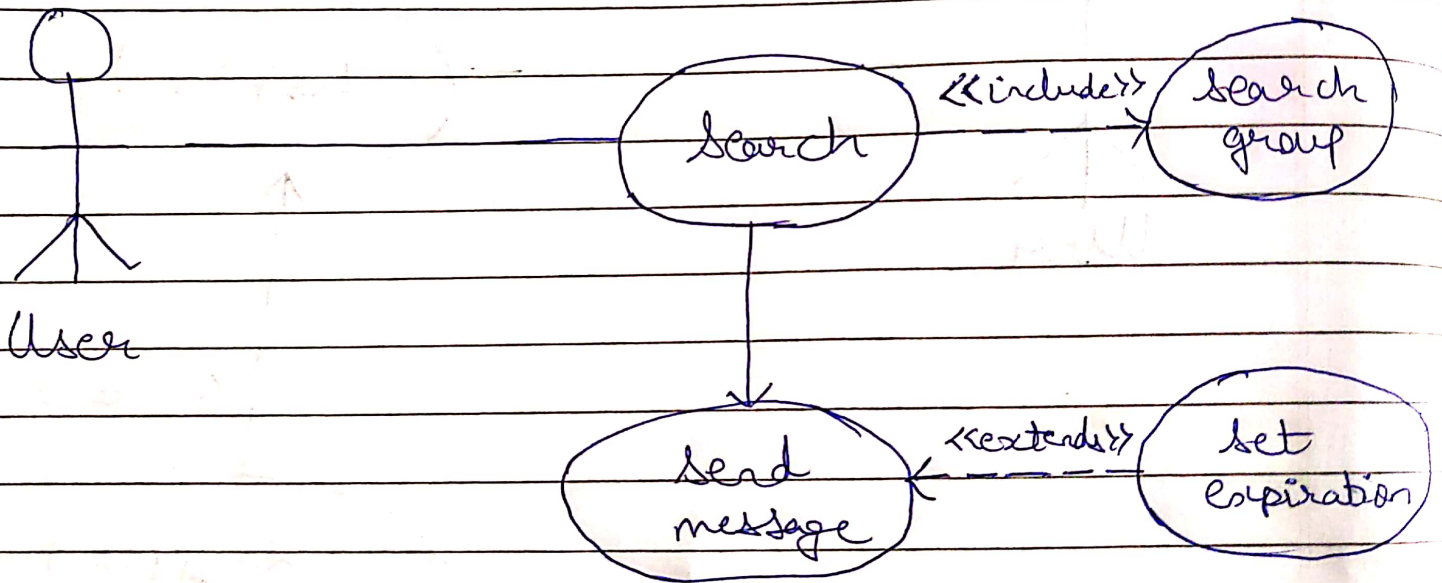 <<include>>
search
group
search
User
<<extends>>
set
expiration
send
message